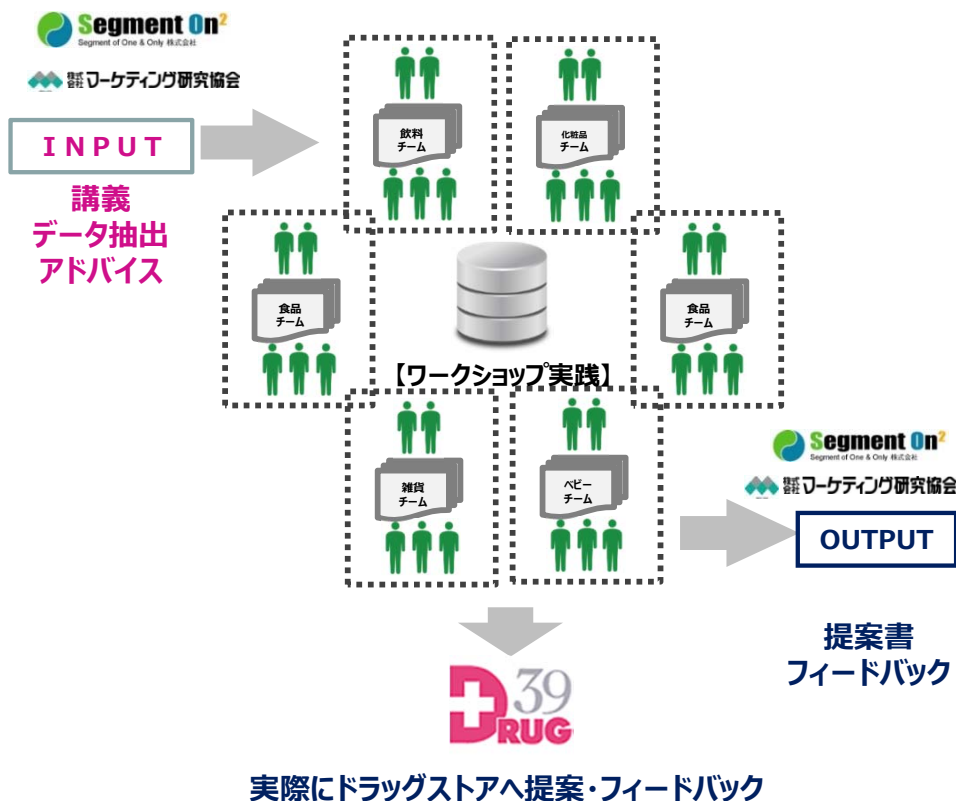 Segment On²
Segment of One & Only 株式会社
株式会社 マーケティング研究協会
ＩＮＰＵＴ
講義
データ抽出
アドバイス
飲料
チーム
化粧品
チーム
食品
チーム
食品
チーム
【ワークショップ実践】
雑貨
チーム
ベビー
チーム
Segment On²
Segment of One & Only 株式会社
株式会社 マーケティング研究協会
OUTPUT
提案書
フィードバック
39
DRUG
実際にドラッグストアへ提案・フィードバック